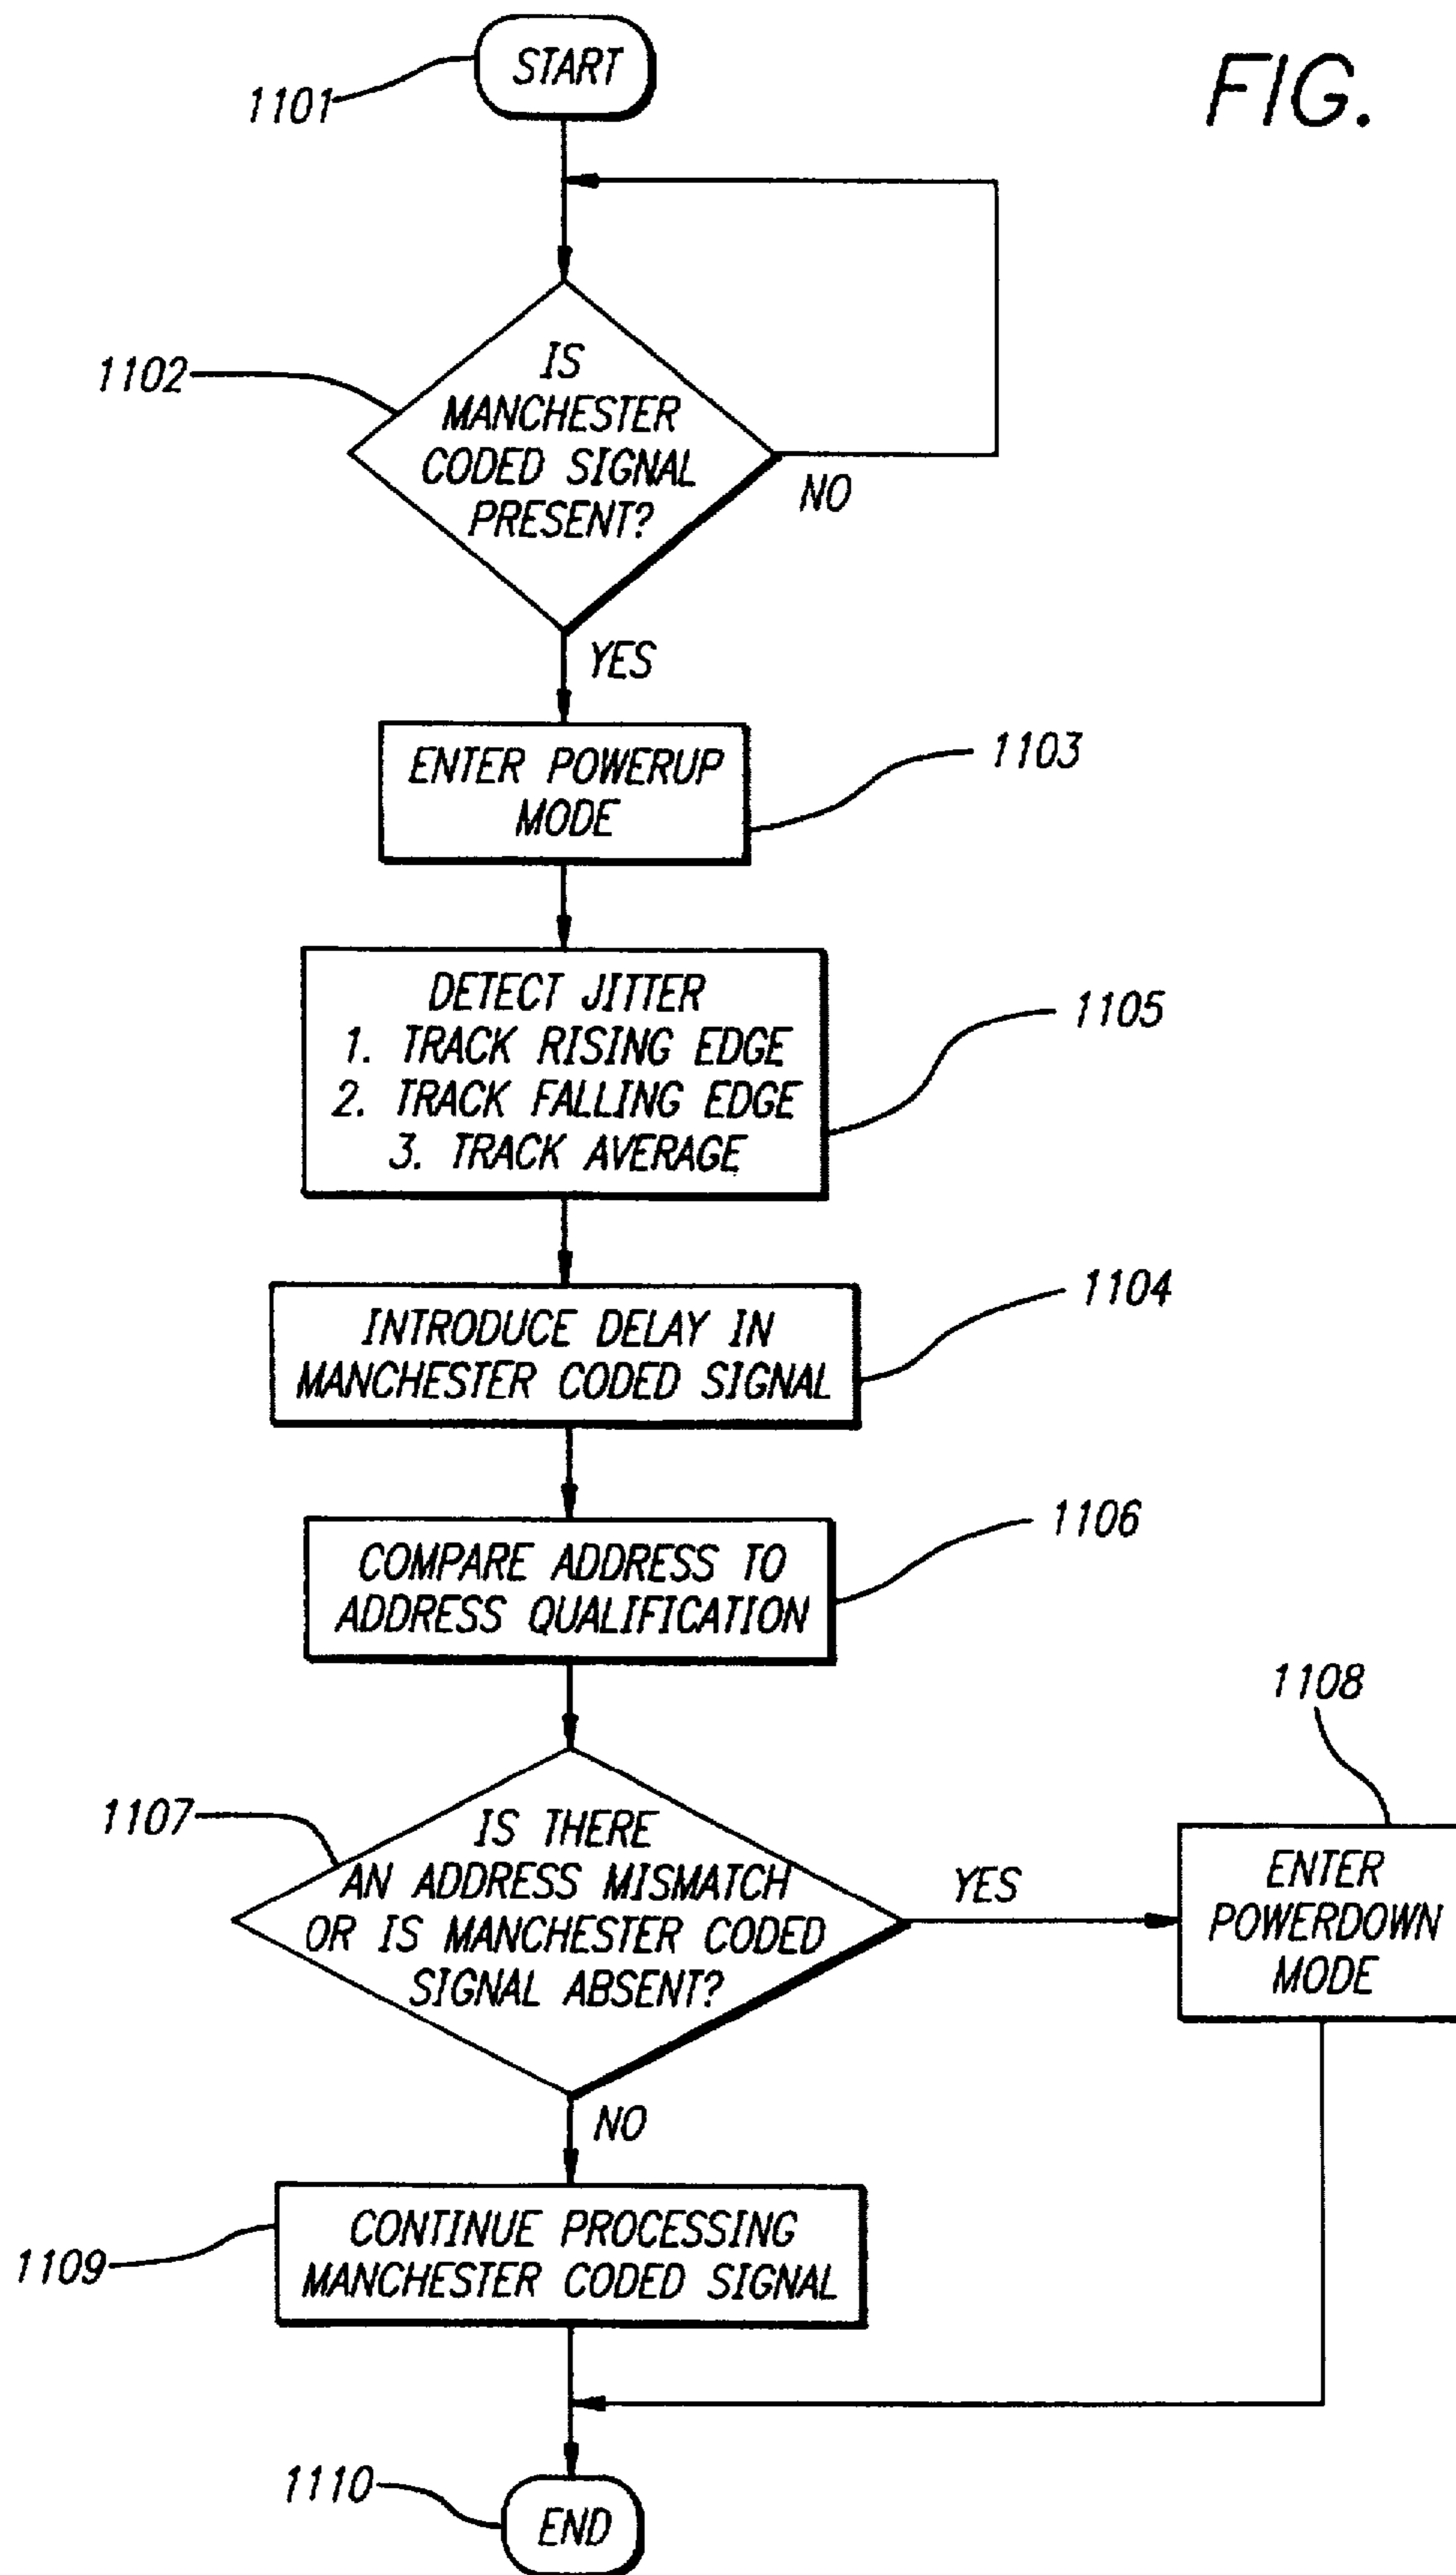 FIG.
START
1101
1102
IS
MANCHESTER
CODED SIGNAL
PRESENT?
NO
YES
ENTER POWERUP
MODE
1103
DETECT JITTER
1. TRACK RISING EDGE
2. TRACK FALLING EDGE
3. TRACK AVERAGE
1105
INTRODUCE DELAY IN
MANCHESTER CODED SIGNAL
1104
COMPARE ADDRESS TO
ADDRESS QUALIFICATION
1106
1107
IS THERE
AN ADDRESS MISMATCH
OR IS MANCHESTER CODED
SIGNAL ABSENT?
YES
1108
ENTER
POWERDOWN
MODE
NO
CONTINUE PROCESSING
MANCHESTER CODED SIGNAL
1109
1110
END